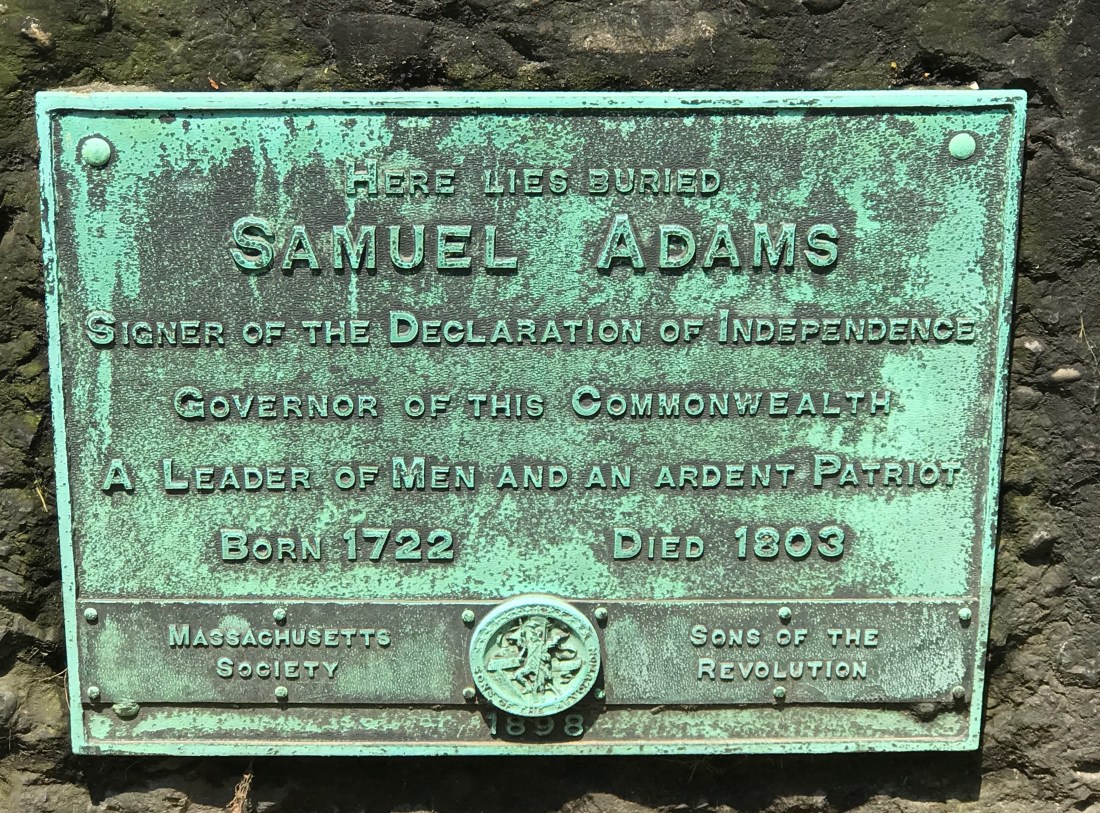 Here lies buried
Samuel Adams
Signer of the Declaration of Independence
Governor of this Commonwealth
A Leader of Men and an ardent Patriot
Born 1722 Died 1803
Massachusetts
Society
Sons of the
Revolution
1898